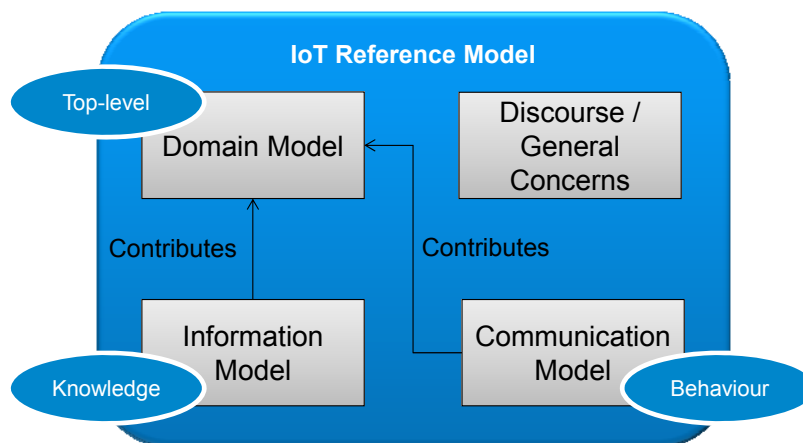 IoT Reference Model
Top-level
Domain Model
Discourse /
General
Concerns
Contributes
Contributes
Information
Model
Communication
Model
Knowledge
Behaviour